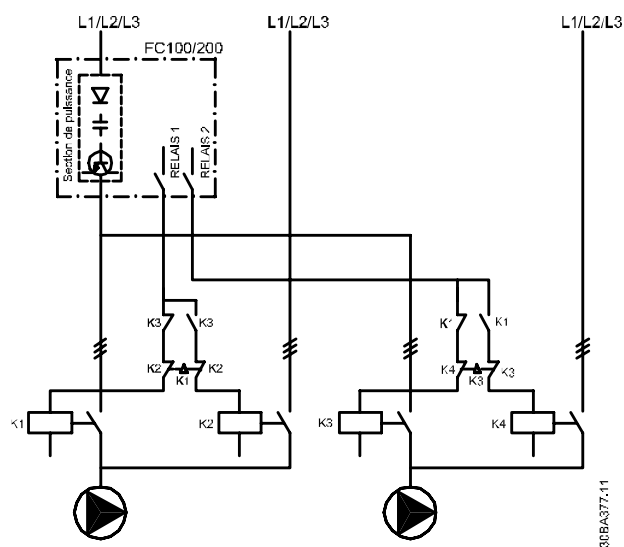 L1/L2/L3
L1/L2/L3
L1/L2/L3
FC100/200
Section de puissance
RELAIS 1
RELAIS 2
K3
K3
K1
K1
K2
K2
K1
K4
K3
K3
K1
K2
K3
K4
30BA377.11